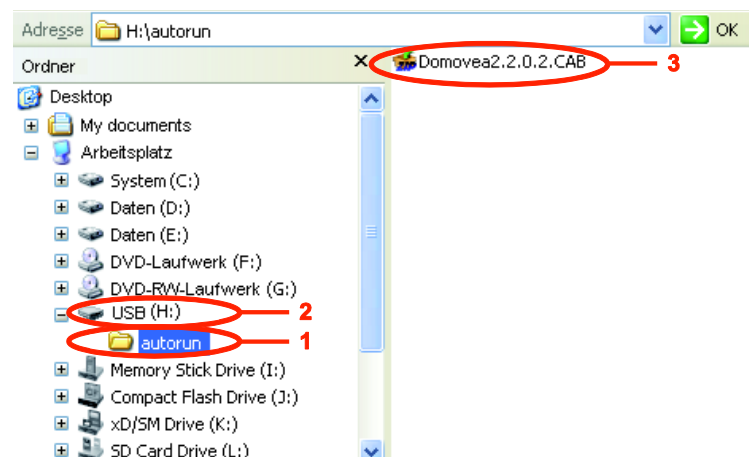 Adresse H:\autorun OK
Ordner
Domovea2.2.0.2.CAB 3
Desktop
My documents
Arbeitsplatz
System (C:)
Daten (D:)
Daten (E:)
DVD-Laufwerk (F:)
DVD-RW-Laufwerk (G:)
USB (H:) 2
autorun 1
Memory Stick Drive (I:)
Compact Flash Drive (J:)
xD/SM Drive (K:)
SD Card Drive (L:)